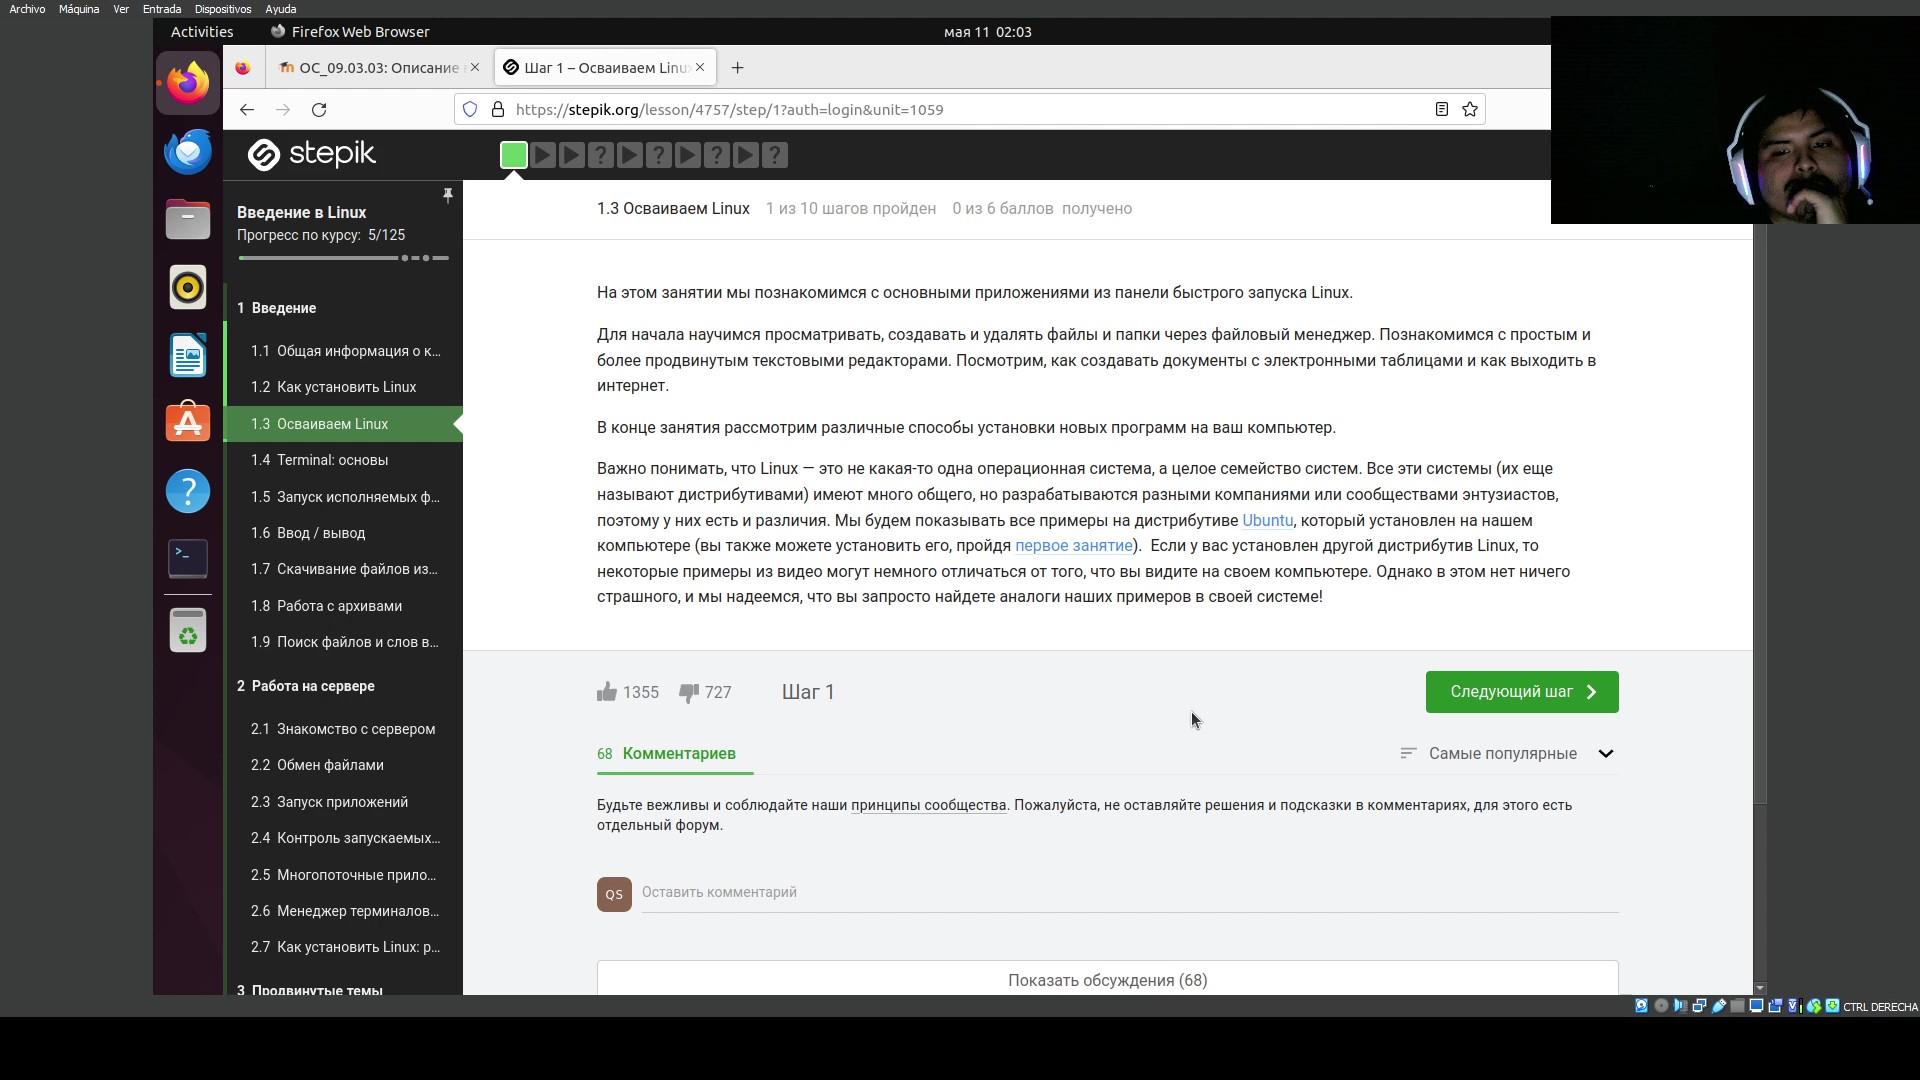 Archivo Máquina Ver Entrada Dispositivos Ayuda
Activities Firefox Web Browser мая 11 02:03
ОС_09.03.03: Описание Шаг 1 – Осваиваем Linu
https://stepik.org/lesson/4757/step/1?auth=login&unit=1059
stepik
Введение в Linux
Прогресс по курсу: 5/125
1 Введение
1.1 Общая информация о к...
1.2 Как установить Linux
1.3 Осваиваем Linux
1.4 Terminal: основы
1.5 Запуск исполняемых ф...
1.6 Ввод / вывод
1.7 Скачивание файлов из...
1.8 Работа с архивами
1.9 Поиск файлов и слов в...
2 Работа на сервере
2.1 Знакомство с сервером
2.2 Обмен файлами
2.3 Запуск приложений
2.4 Контроль запускаемых...
2.5 Многопоточные прило...
2.6 Менеджер терминалов...
2.7 Как установить Linux: р...
3 Продвинутые темы
1.3 Осваиваем Linux 1 из 10 шагов пройден 0 из 6 баллов получено
На этом занятии мы познакомимся с основными приложениями из панели быстрого запуска Linux.
Для начала научимся просматривать, создавать и удалять файлы и папки через файловый менеджер. Познакомимся с простым и
более продвинутым текстовыми редакторами. Посмотрим, как создавать документы с электронными таблицами и как выходить в
интернет.
В конце занятия рассмотрим различные способы установки новых программ на ваш компьютер.
Важно понимать, что Linux — это не какая-то одна операционная система, а целое семейство систем. Все эти системы (их еще
называют дистрибутивами) имеют много общего, но разрабатываются разными компаниями или сообществами энтузиастов,
поэтому у них есть и различия. Мы будем показывать все примеры на дистрибутиве Ubuntu, который установлен на нашем
компьютере (вы также можете установить его, пройдя первое занятие). Если у вас установлен другой дистрибутив Linux, то
некоторые примеры из видео могут немного отличаться от того, что вы видите на своем компьютере. Однако в этом нет ничего
страшного, и мы надеемся, что вы запросто найдете аналоги наших примеров в своей системе!
1355 727 Шаг 1 Следующий шаг
68 Комментариев Самые популярные
Будьте вежливы и соблюдайте наши принципы сообщества. Пожалуйста, не оставляйте решения и подсказки в комментариях, для этого есть
отдельный форум.
QS Оставить комментарий
Показать обсуждения (68)
CTRL DERECHA